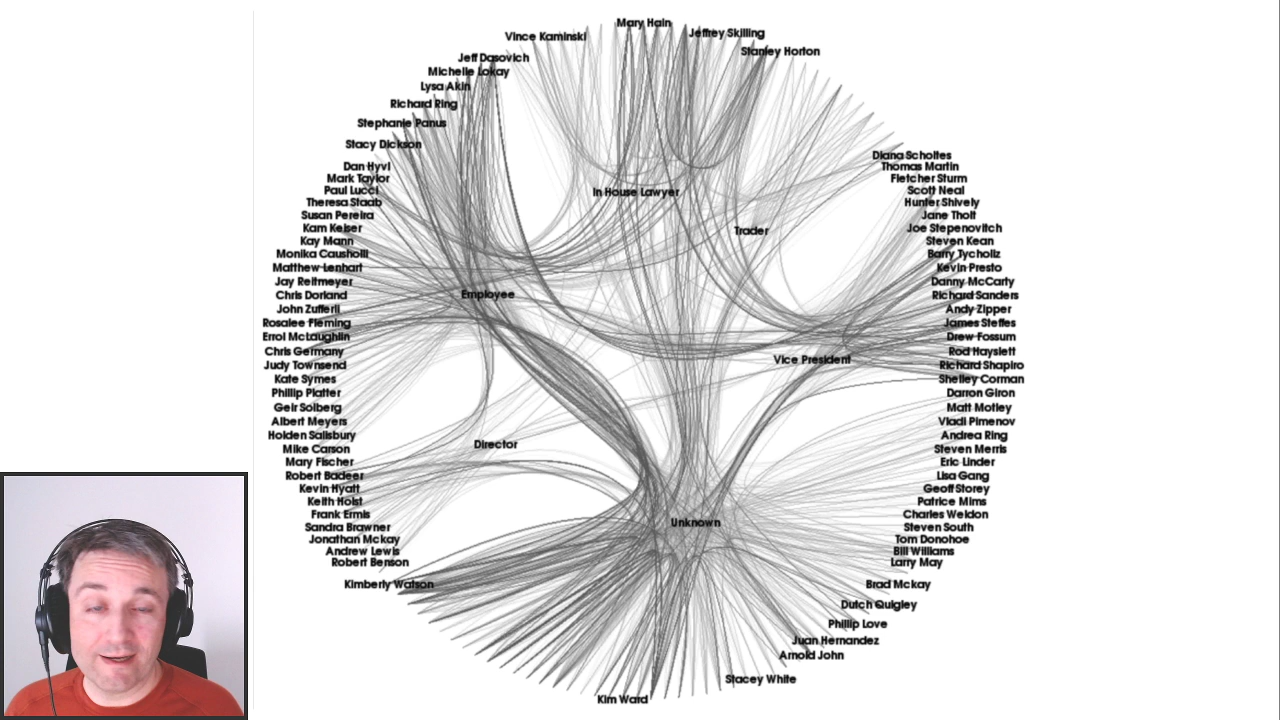 Mary Hain
Jeffrey Skilling
Vince Kaminski
Stanley Horton
Jeff Dasovich
Michelle Lokay
Lysa Akin
Richard Ring
Stephanie Panus
Stacy Dickson
Dan Hyvl
Mark Taylor
Paul Lucci
Theresa Staab
Susan Pereira
Kam Keiser
Kay Mann
Monika Causholli
Matthew Lenhart
Jay Reitmeyer
Chris Dorland
John Zufferli
Rosalee Fleming
Errol McLaughlin
Chris Germany
Judy Townsend
Kate Symes
Phillip Platter
Geir Solberg
Albert Meyers
Holden Salisbury
Mike Carson
Mary Fischer
Robert Badeer
Kevin Hyatt
Keith Holst
Frank Ermis
Sandra Brawner
Jonathan Mckay
Andrew Lewis
Robert Benson
Kimberly Watson
In House Lawyer
Trader
Employee
Vice President
Director
Unknown
Diana Scholtes
Thomas Martin
Fletcher Sturm
Scott Neal
Hunter Shively
Jane Tholt
Joe Stepenovitch
Steven Kean
Barry Tycholiz
Kevin Presto
Danny McCarty
Richard Sanders
Andy Zipper
James Steffes
Drew Fossum
Rod Hayslett
Richard Shapiro
Shelley Corman
Darron Giron
Matt Motley
Vladi Pimenov
Andrea Ring
Steven Merris
Eric Linder
Lisa Gang
Geoff Storey
Patrice Mims
Charles Weldon
Steven South
Tom Donohoe
Bill Williams
Larry May
Brad Mckay
Dutch Quigley
Phillip Love
Juan Hernandez
Arnold John
Stacey White
Kim Ward